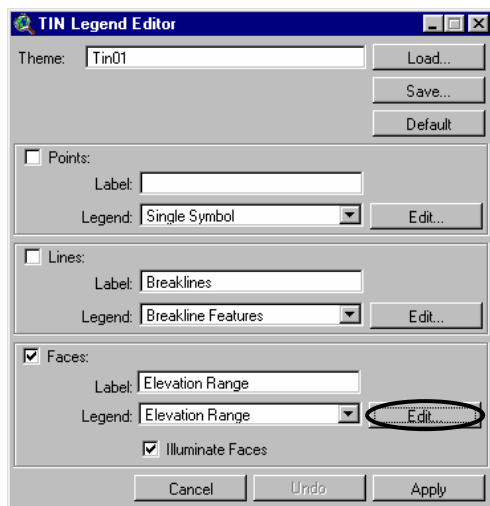 TIN Legend Editor
Theme: Tin01 Load...
Save...
Default
Points:
Label:
Legend: Single Symbol Edit...
Lines:
Label: Breaklines
Legend: Breakline Features Edit...
Faces:
Label: Elevation Range
Legend: Elevation Range Edit...
Illuminate Faces
Cancel Undo Apply